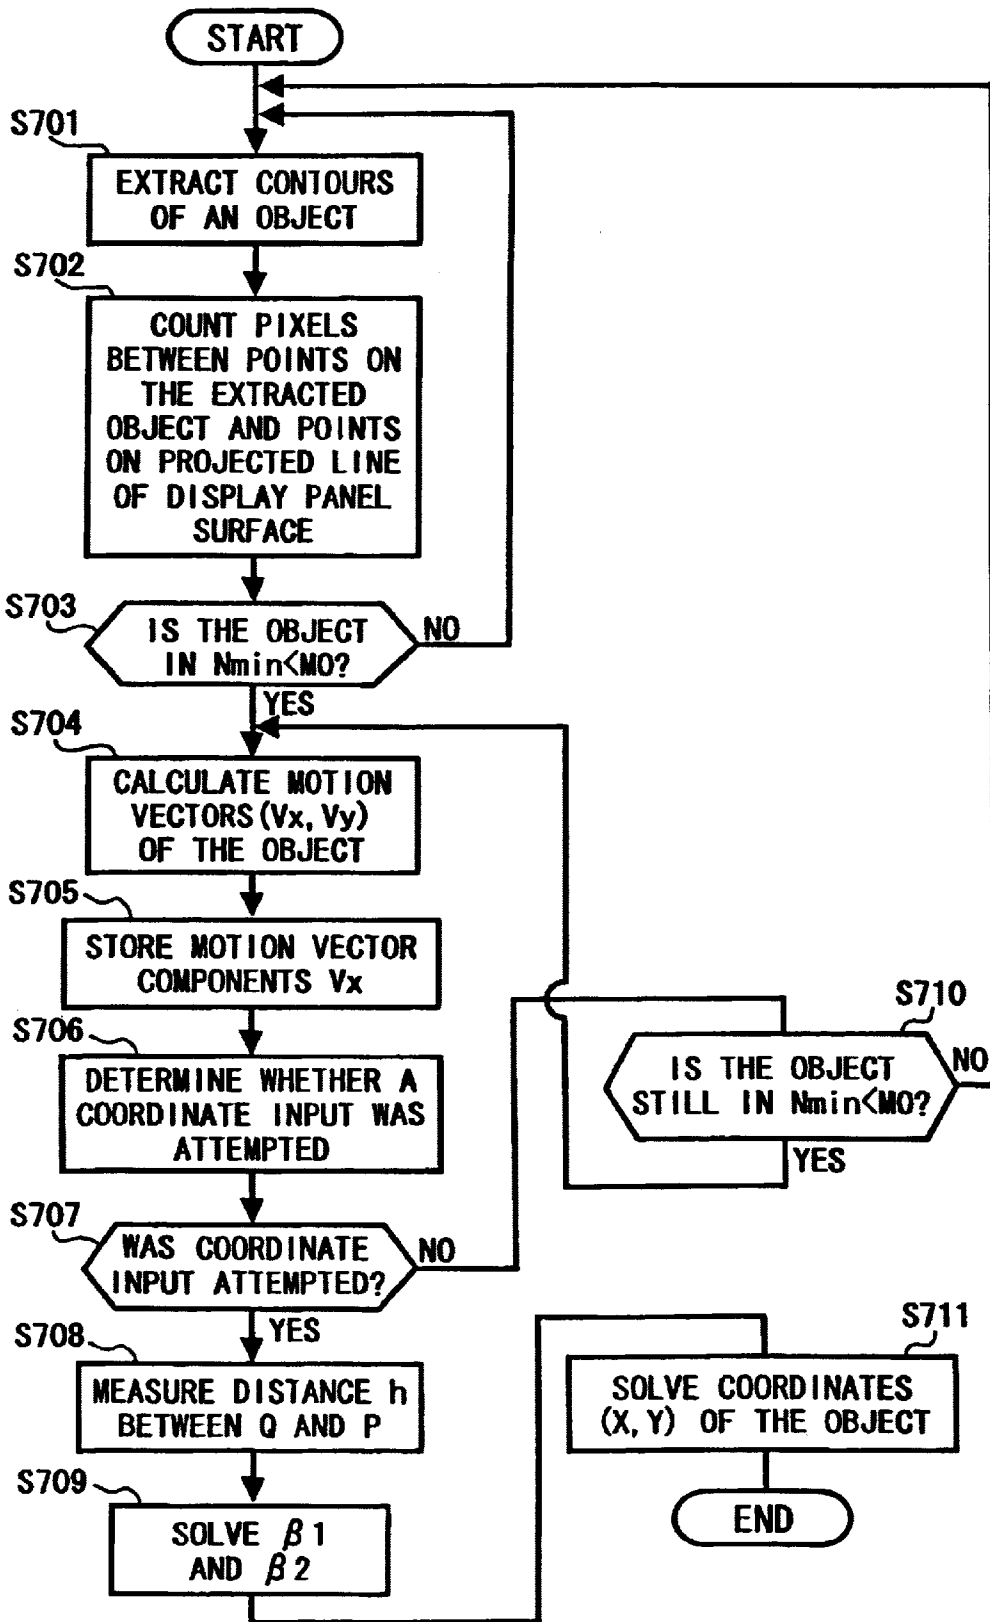 START
S701
EXTRACT CONTOURS
OF AN OBJECT
S702
COUNT PIXELS
BETWEEN POINTS ON
THE EXTRACTED
OBJECT AND POINTS
ON PROJECTED LINE
OF DISPLAY PANEL
SURFACE
S703
IS THE OBJECT
IN Nmin<MO?
NO
YES
S704
CALCULATE MOTION
VECTORS(Vx, Vy)
OF THE OBJECT
S705
STORE MOTION VECTOR
COMPONENTS Vx
S706
DETERMINE WHETHER A
COORDINATE INPUT WAS
ATTEMPTED
S707
WAS COORDINATE
INPUT ATTEMPTED?
NO
YES
S710
IS THE OBJECT
STILL IN Nmin<MO?
NO
YES
S708
MEASURE DISTANCE h
BETWEEN Q AND P
S709
SOLVE β1
AND β2
S711
SOLVE COORDINATES
(X, Y) OF THE OBJECT
END